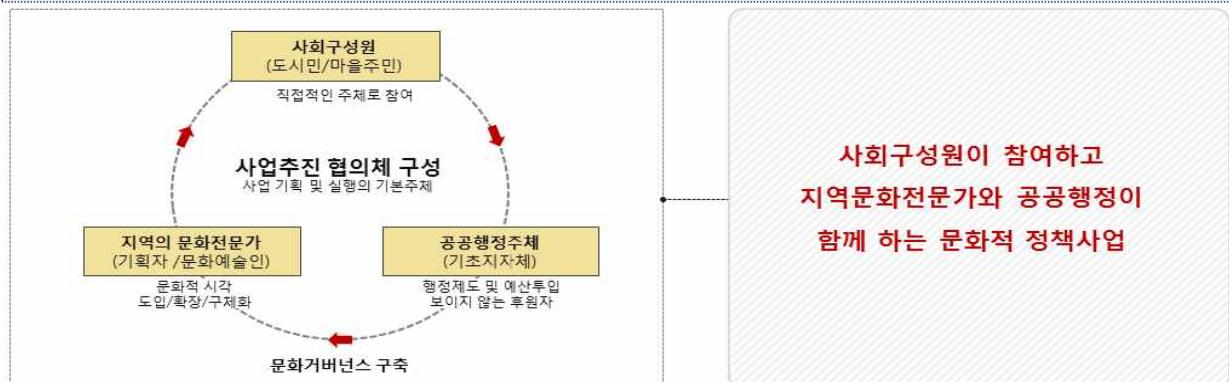 사회구성원
(도시민/마을주민)
직접적인 주체로 참여
사업추진 협의체 구성
사업 기획 및 실행의 기본주체
지역의 문화전문가
(기획자 /문화예술인)
문화적 시각
도입/확장/구체화
공공행정주체
(기초지자체)
행정제도 및 예산투입
보이지 않는 후원자
문화거버넌스 구축
사회구성원이 참여하고
지역문화전문가와 공공행정이
함께 하는 문화적 정책사업